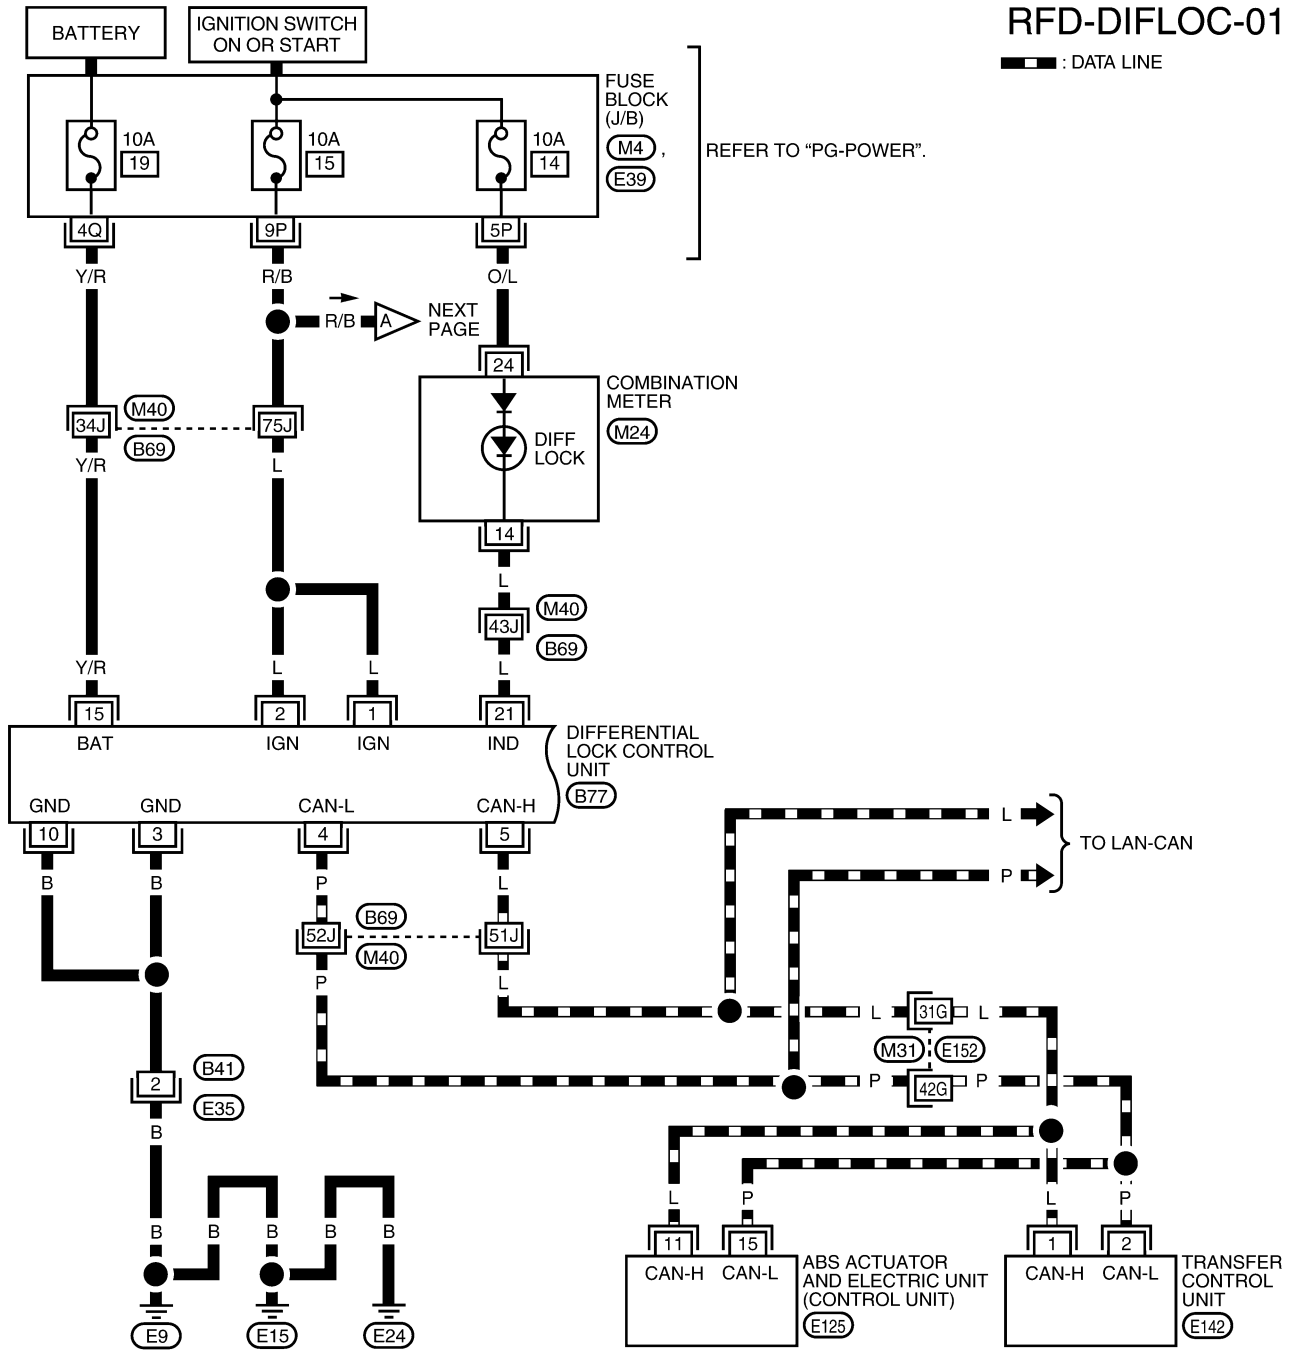 RFD-DIFLOC-01
: DATA LINE
BATTERY
IGNITION SWITCH
ON OR START
FUSE
BLOCK
(J/B)
M4 ,
E39
REFER TO “PG-POWER”.
10A
19
10A
15
10A
14
4Q
9P
5P
Y/R
R/B
O/L
R/B
A
NEXT
PAGE
24
COMBINATION
METER
M24
DIFF
LOCK
34J
M40
B69
75J
Y/R
L
14
L
43J
M40
B69
Y/R
L
L
L
15
2
1
21
BAT
IGN
IGN
IND
DIFFERENTIAL
LOCK CONTROL
UNIT
B77
GND
GND
CAN-L
CAN-H
10
3
4
5
B
B
P
L
L
P
TO LAN-CAN
52J
B69
M40
51J
P
L
L
31G
L
M31
E152
P
42G
P
2
B41
E35
B
B
B
B
B
B
L
P
L
P
11
15
1
2
CAN-H
CAN-L
CAN-H
CAN-L
ABS ACTUATOR
AND ELECTRIC UNIT
(CONTROL UNIT)
E125
TRANSFER
CONTROL
UNIT
E142
E9
E15
E24